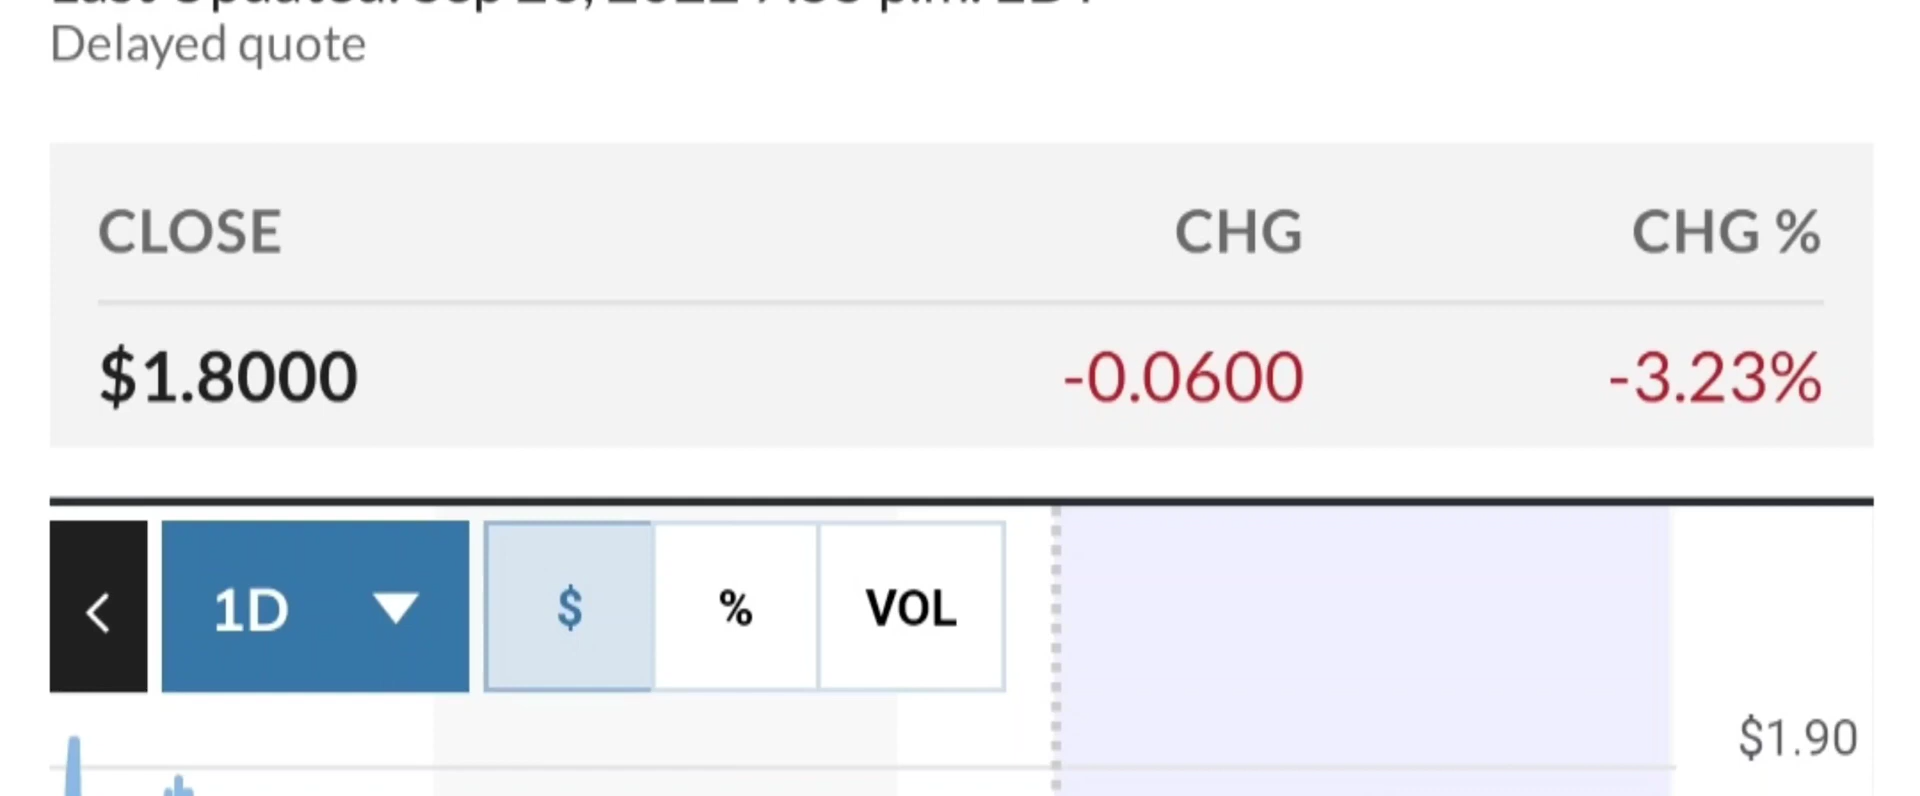 Delayed quote
CLOSE CHG CHG %
$1.8000 -0.0600 -3.23%
1D $ % VOL
$1.90